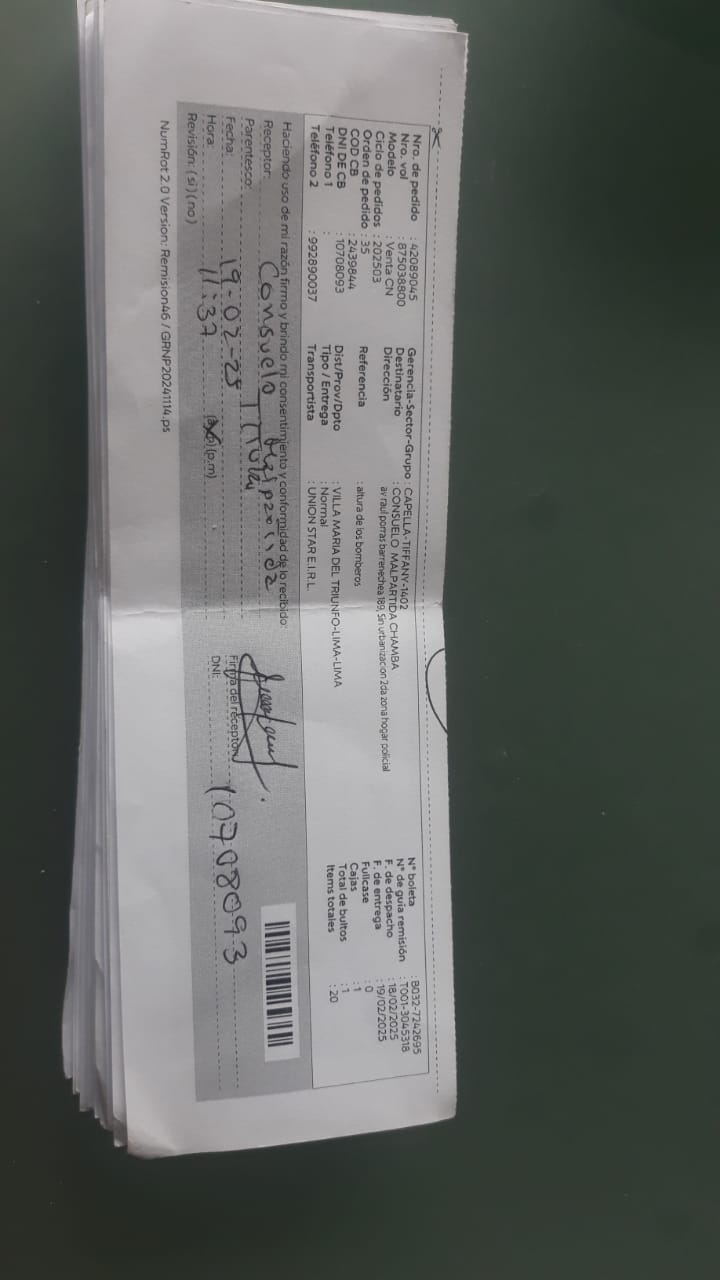 Nro. de pedido : 42089045
Nro. vol : 875038800
Modelo : Venta CN
Ciclo de pedidos : 202503
Orden de pedido : 35
COD CB : 2439844
DNI DE CB : 10708093
Teléfono 1 :
Teléfono 2 : 992890037
Gerencia-Sector-Grupo : CAPELLA-TIFFANY-1402
Destinatario : CONSUELO MALPARTIDA CHAMBA
Dirección : av raul porras barrenechea 189, Sin urbanizacion 2da zona hogar policial
Referencia : altura de los bomberos
Dist/Prov/Dpto : VILLA MARIA DEL TRIUNFO-LIMA-LIMA
Tipo / Entrega : Normal
Transportista : UNION STAR E.I.R.L.
N° boleta : B032-7242695
N° de guía remisión : T001-3045318
F. de despacho : 18/02/2025
F. de entrega : 19/02/2025
Fullcase : 0
Cajas : 1
Total de bultos : 1
Items totales : 20
Haciendo uso de mi razón firmo y brindo mi consentimiento y conformidad de lo recibido:
Receptor: Consuelo
Parentesco: Titular
Fecha: 19-02-25
Hora: 11:37 (a.m) (p.m)
Revisión: (si) (no)
Firma del receptor
DNI: 10708093
NumRot 2.0 Version: Remision46 / GRNP20241114.ps